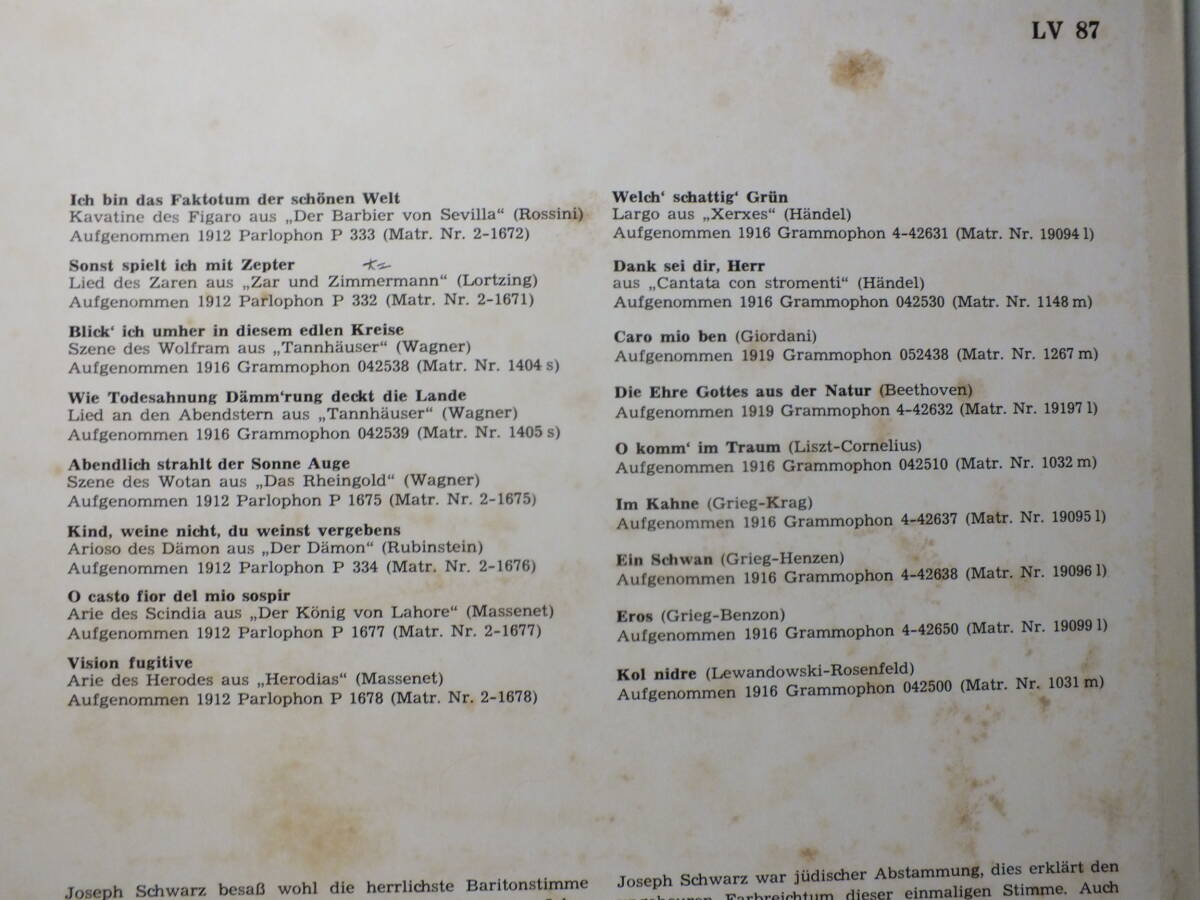 LV 87
Ich bin das Faktotum der schönen Welt
Kavatine des Figaro aus „Der Barbier von Sevilla“ (Rossini)
Aufgenommen 1912 Parlophon P 333 (Matr. Nr. 2-1672)
Sonst spielt ich mit Zepter
Lied des Zaren aus „Zar und Zimmermann“ (Lortzing)
Aufgenommen 1912 Parlophon P 332 (Matr. Nr. 2-1671)
Blick‘ ich umher in diesem edlen Kreise
Szene des Wolfram aus „Tannhäuser“ (Wagner)
Aufgenommen 1916 Grammophon 042538 (Matr. Nr. 1404 s)
Wie Todesahnung Dämm‘rung deckt die Lande
Lied an den Abendstern aus „Tannhäuser“ (Wagner)
Aufgenommen 1916 Grammophon 042539 (Matr. Nr. 1405 s)
Abendlich strahlt der Sonne Auge
Szene des Wotan aus „Das Rheingold“ (Wagner)
Aufgenommen 1912 Parlophon P 1675 (Matr. Nr. 2-1675)
Kind, weine nicht, du weinst vergebens
Arioso des Dämon aus „Der Dämon“ (Rubinstein)
Aufgenommen 1912 Parlophon P 334 (Matr. Nr. 2-1676)
O casto fior del mio sospir
Arie des Scindia aus „Der König von Lahore“ (Massenet)
Aufgenommen 1912 Parlophon P 1677 (Matr. Nr. 2-1677)
Vision fugitive
Arie des Herodes aus „Herodias“ (Massenet)
Aufgenommen 1912 Parlophon P 1678 (Matr. Nr. 2-1678)
Welch‘ schattig‘ Grün
Largo aus „Xerxes“ (Händel)
Aufgenommen 1916 Grammophon 4-42631 (Matr. Nr. 19094 l)
Dank sei dir, Herr
aus „Cantata con stromenti“ (Händel)
Aufgenommen 1916 Grammophon 042530 (Matr. Nr. 1148 m)
Caro mio ben (Giordani)
Aufgenommen 1919 Grammophon 052438 (Matr. Nr. 1267 m)
Die Ehre Gottes aus der Natur (Beethoven)
Aufgenommen 1919 Grammophon 4-42632 (Matr. Nr. 19197 l)
O komm‘ im Traum (Liszt-Cornelius)
Aufgenommen 1916 Grammophon 042510 (Matr. Nr. 1032 m)
Im Kahne (Grieg-Krag)
Aufgenommen 1916 Grammophon 4-42637 (Matr. Nr. 19095 l)
Ein Schwan (Grieg-Henzen)
Aufgenommen 1916 Grammophon 4-42638 (Matr. Nr. 19096 l)
Eros (Grieg-Benzon)
Aufgenommen 1916 Grammophon 4-42650 (Matr. Nr. 19099 l)
Kol nidre (Lewandowski-Rosenfeld)
Aufgenommen 1916 Grammophon 042500 (Matr. Nr. 1031 m)
Joseph Schwarz besaß wohl die herrlichste Baritonstimme
Joseph Schwarz war jüdischer Abstammung, dies erklärt den
Farbreichtum dieser einmaligen Stimme. Auch